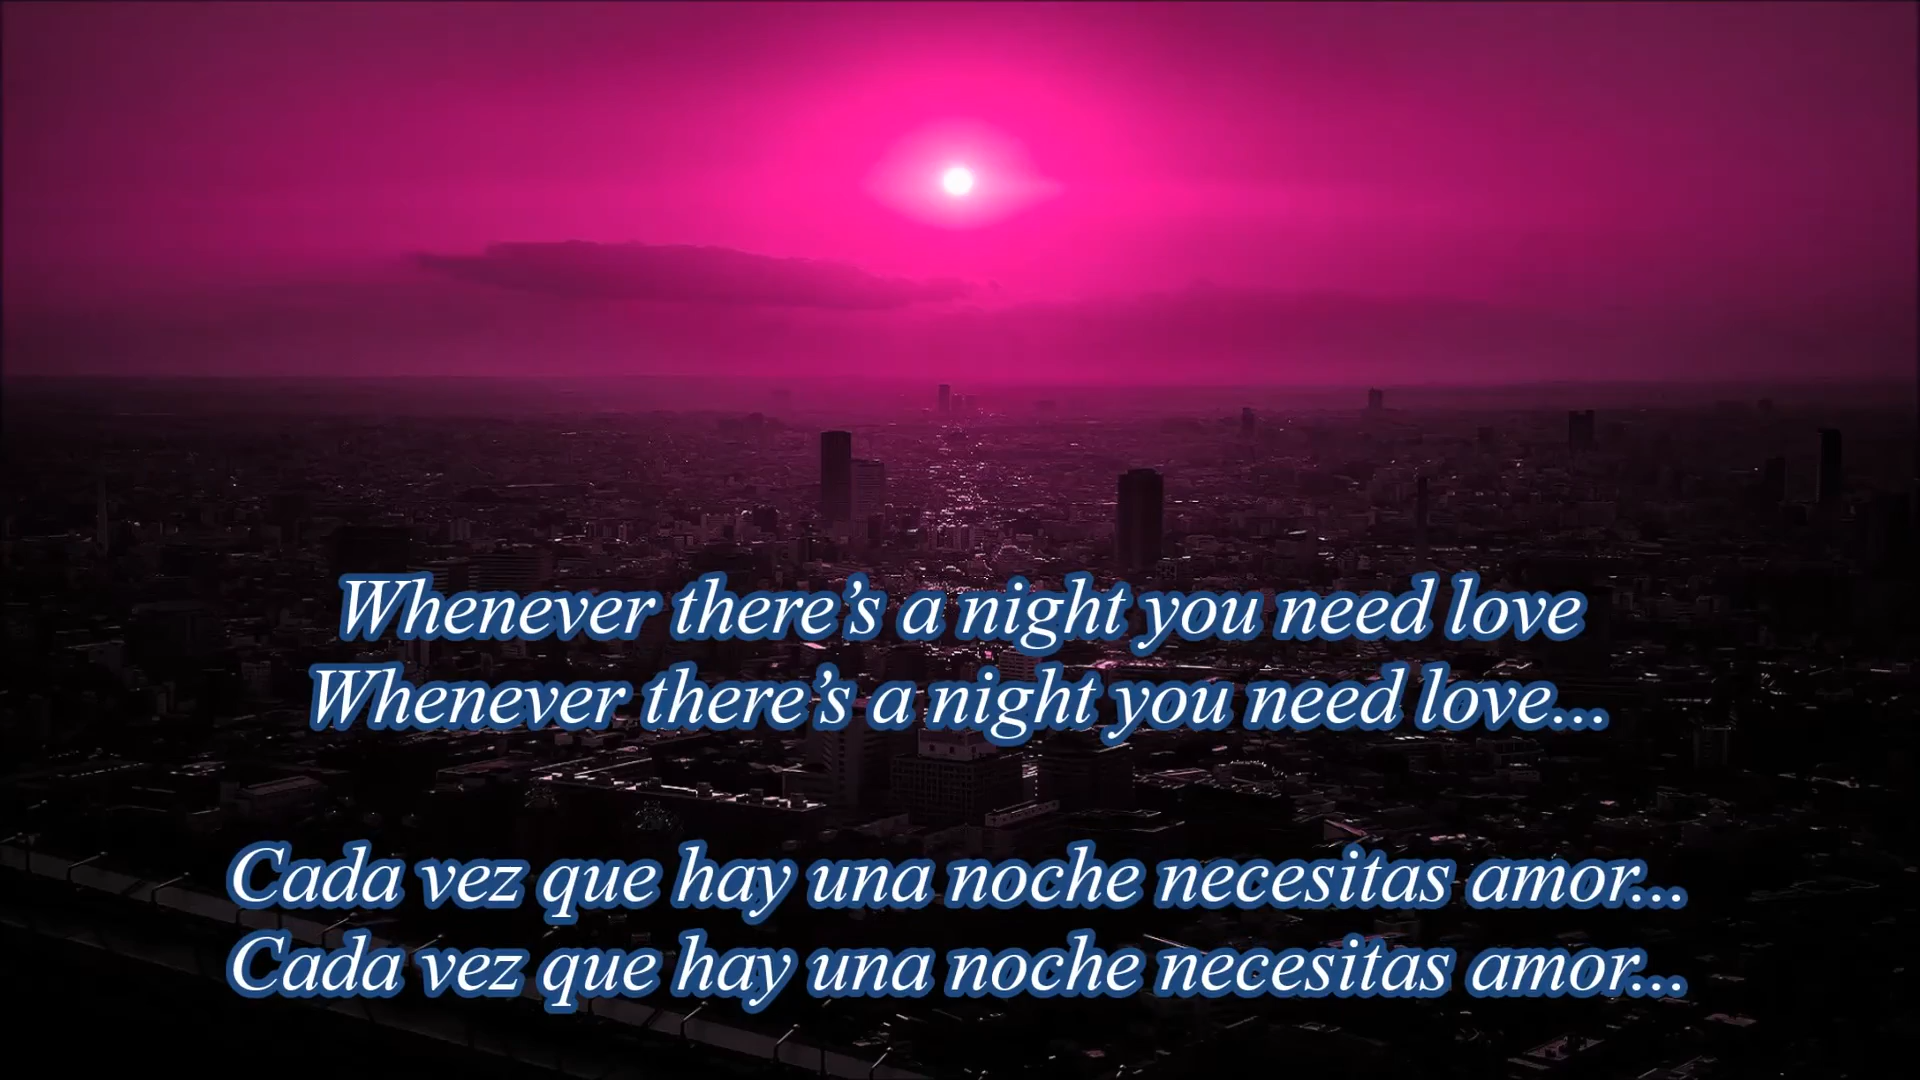 Whenever there’s a night you need love
Whenever there’s a night you need love...
Cada vez que hay una noche necesitas amor...
Cada vez que hay una noche necesitas amor...